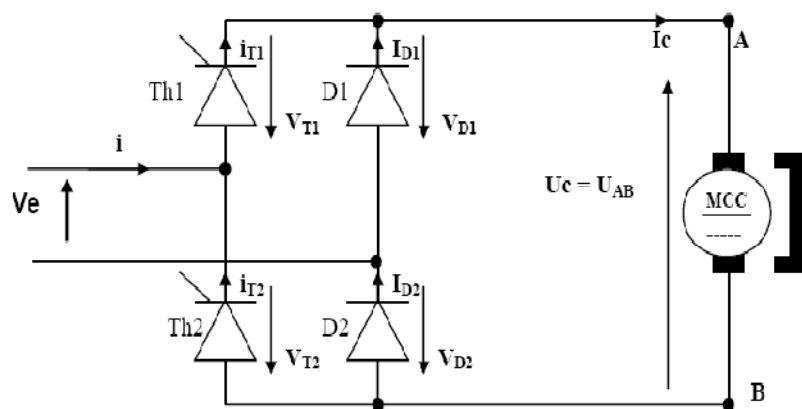 iT1
ID1
Ic
A
Th1
D1
VT1
VD1
i
Ve
Uc = UAB
MCC
iT2
ID2
Th2
D2
VT2
VD2
B